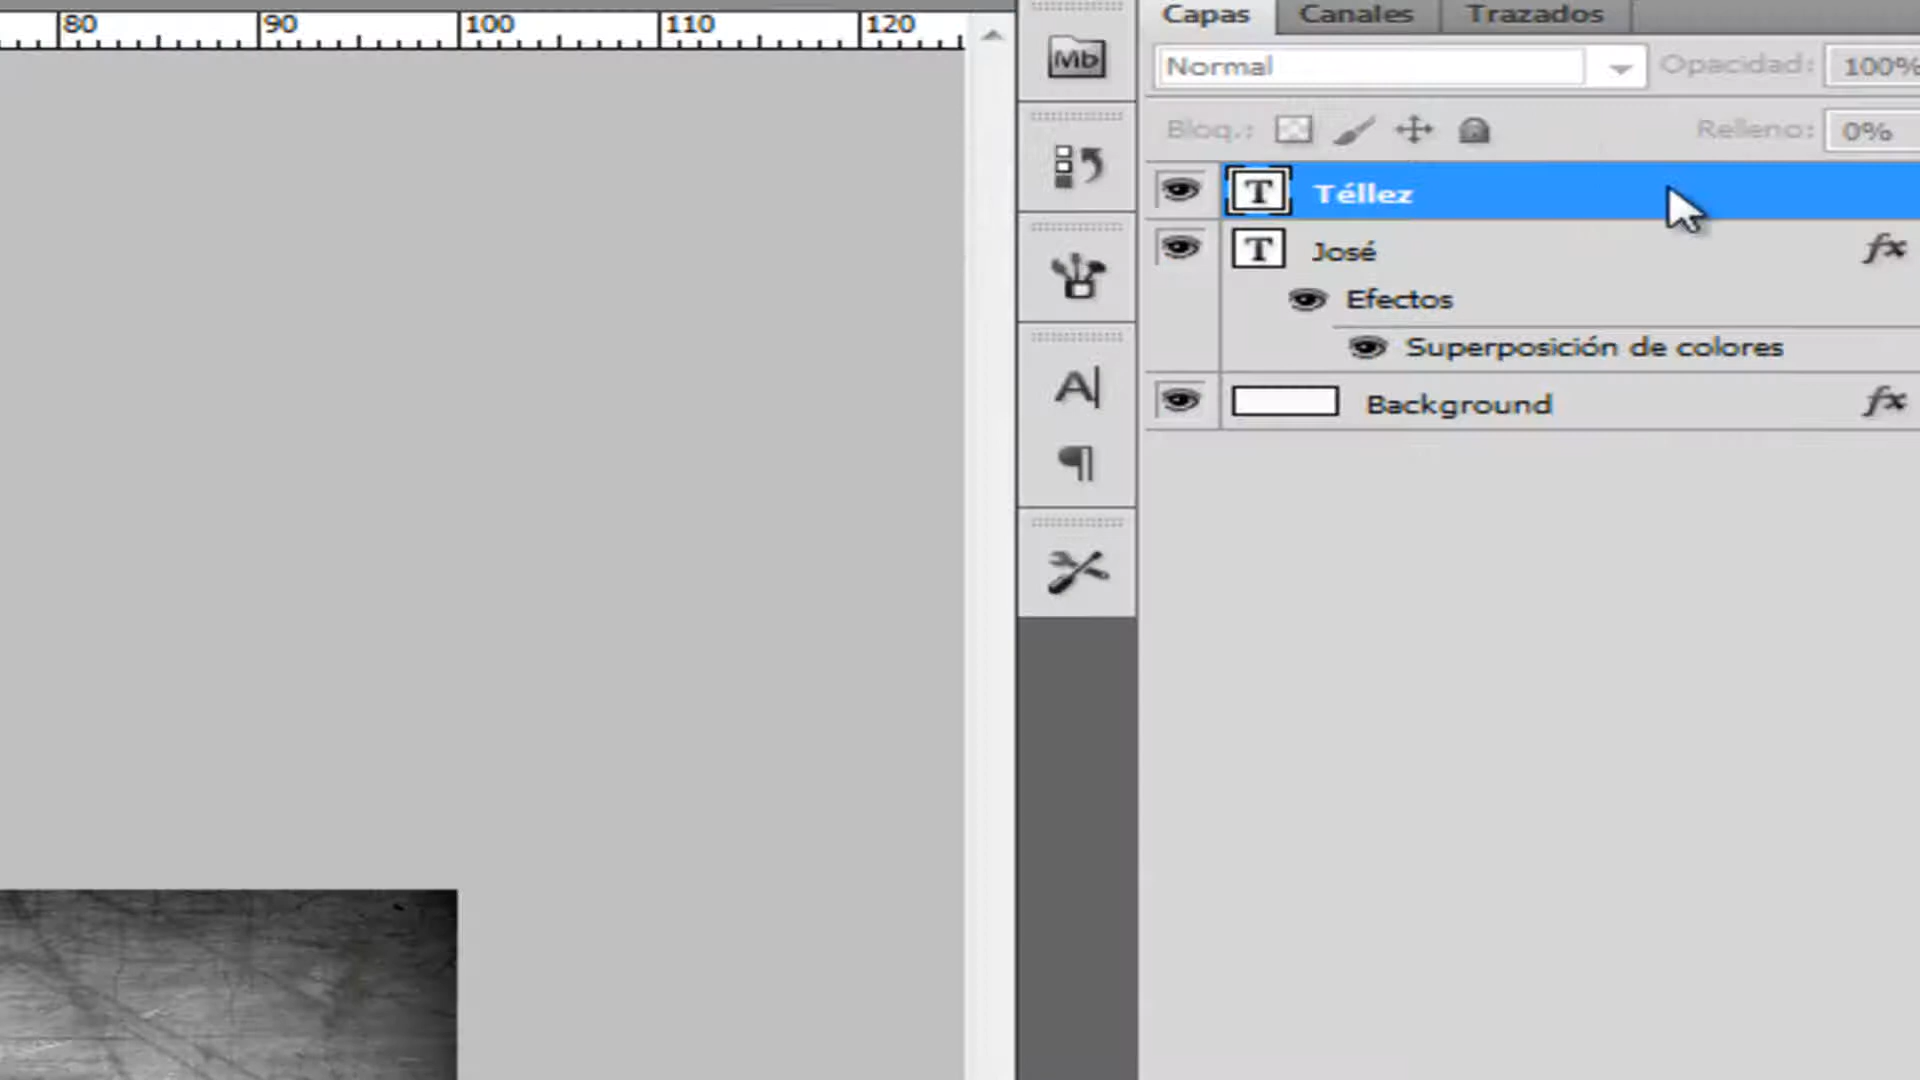 80 90 100 110 120
Capas Canales Trazados
Mb
Normal Opacidad: 100%
Bloq.: Relleno: 0%
T Téllez
T José fx
Efectos
Superposición de colores
A
Background fx
¶